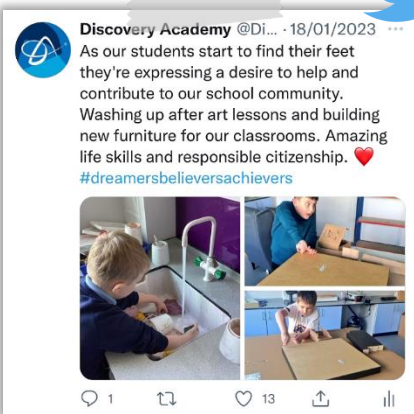 Discovery Academy @Di... · 18/01/2023 ...
As our students start to find their feet
they're expressing a desire to help and
contribute to our school community.
Washing up after art lessons and building
new furniture for our classrooms. Amazing
life skills and responsible citizenship. ❤️
#dreamersbelieversachievers
1 13